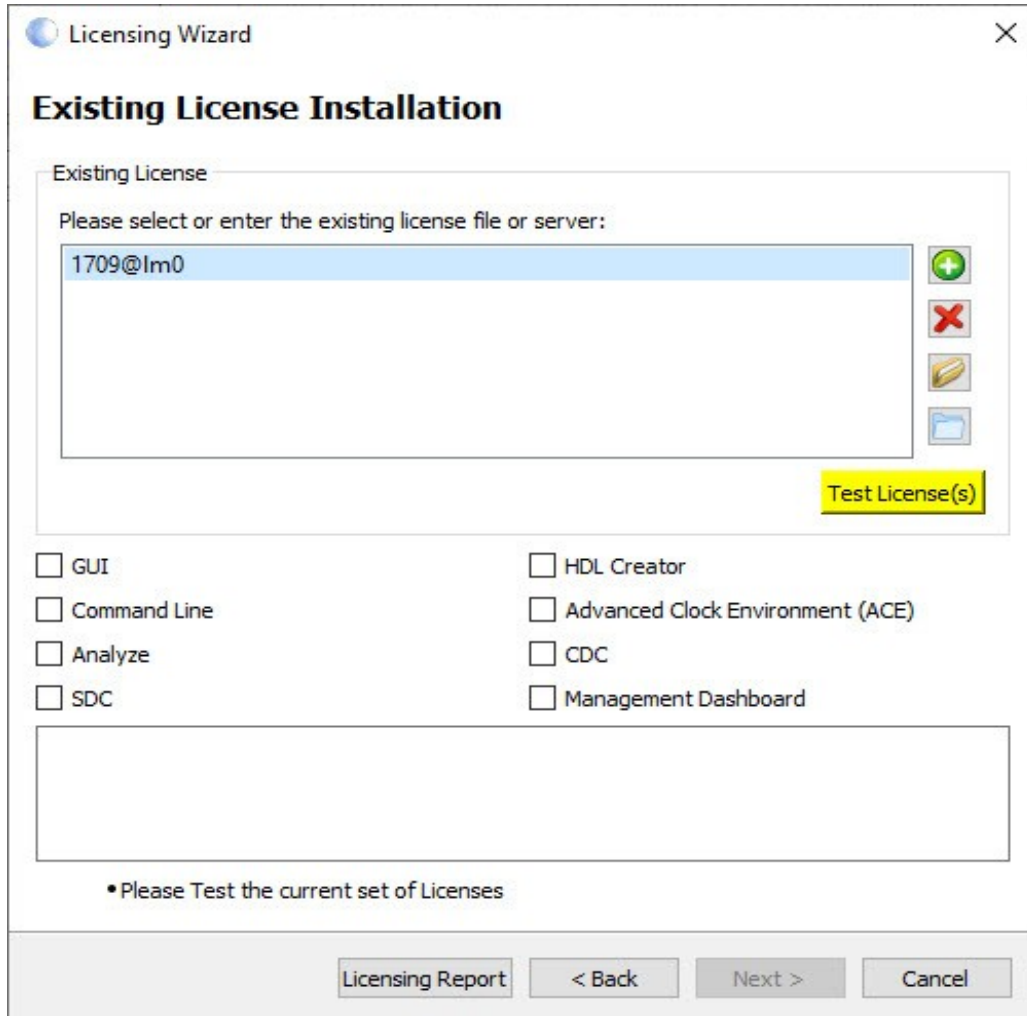 Licensing Wizard
Existing License Installation
Existing License
Please select or enter the existing license file or server:
1709@lm0
Test License(s)
GUI
HDL Creator
Command Line
Advanced Clock Environment (ACE)
Analyze
CDC
SDC
Management Dashboard
•Please Test the current set of Licenses
Licensing Report
< Back
Next >
Cancel